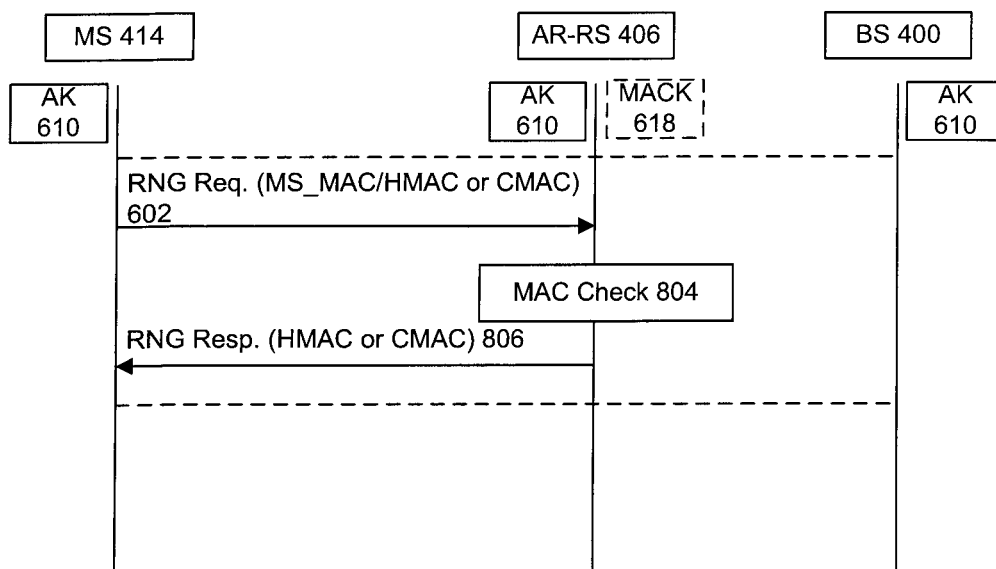 MS 414
AR-RS 406
BS 400
AK
610
AK
610
MACK
618
AK
610
RNG Req. (MS_MAC/HMAC or CMAC)
602
MAC Check 804
RNG Resp. (HMAC or CMAC) 806